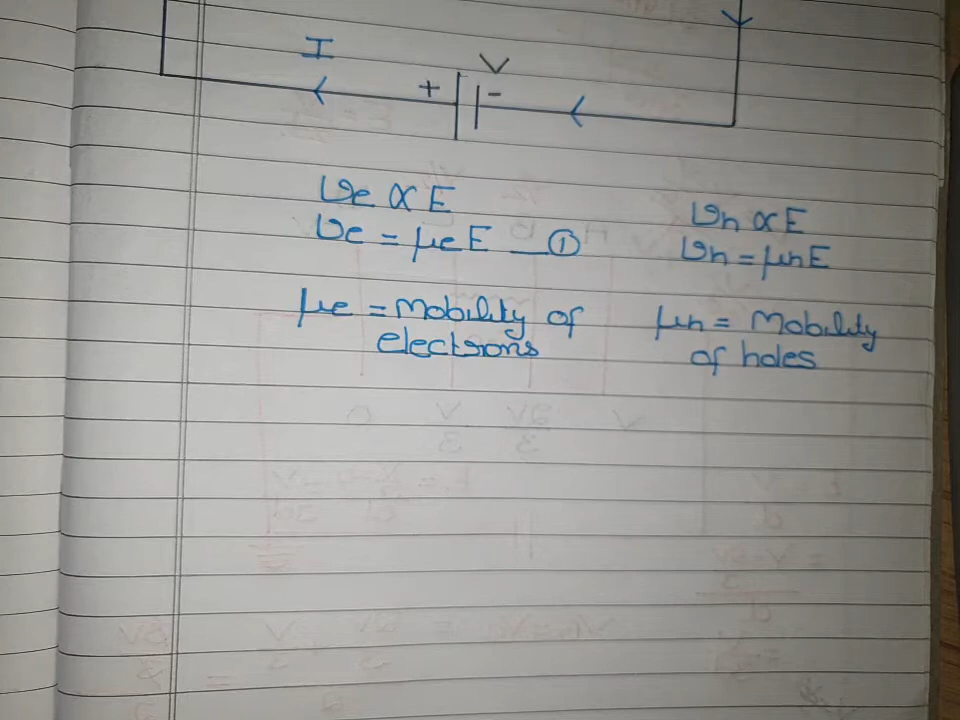 I
V
+ -
ve ∝ E
ve = μe E — ①
vh ∝ E
vh = μh E
μe = Mobility of
electrons
μh = Mobility
of holes